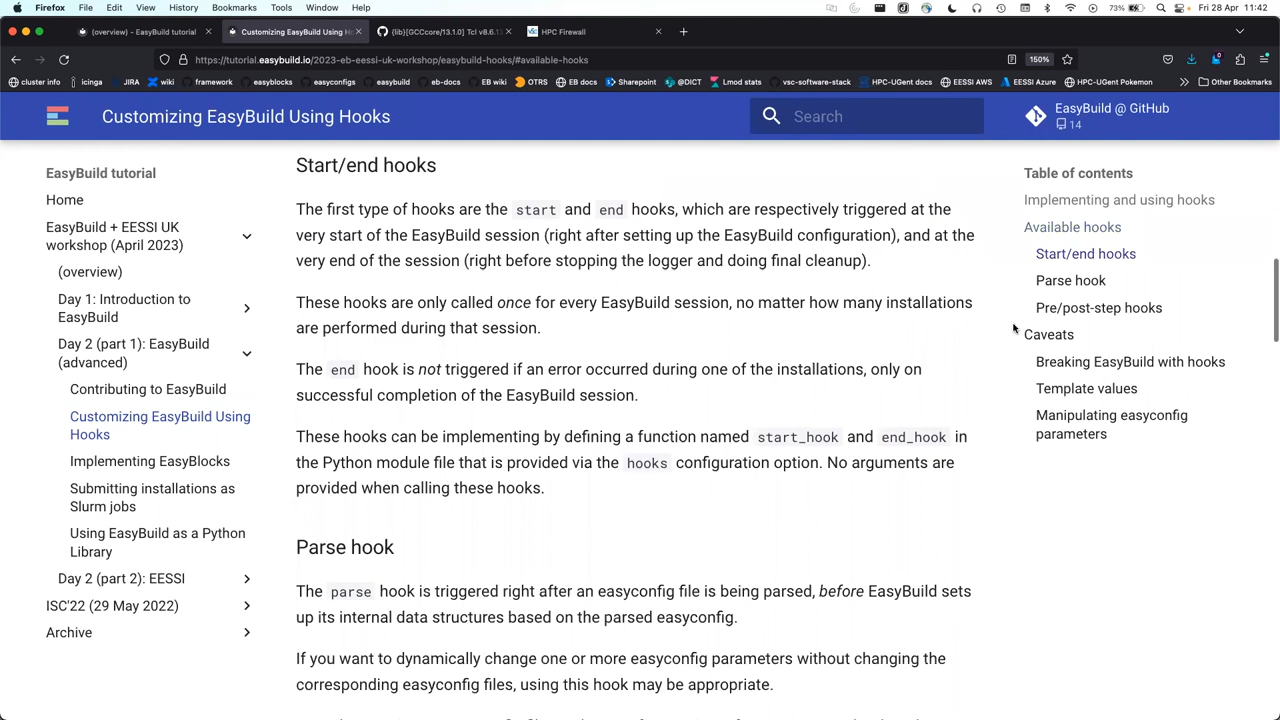 Firefox File Edit View History Bookmarks Tools Window Help 73% Fri 28 Apr 11:42
(overview) - EasyBuild tutorial Customizing EasyBuild Using H {lib}[GCCcore/13.1.0] Tcl v8.6.1 HPC Firewall
https://tutorial.easybuild.io/2023-eb-eessi-uk-workshop/easybuild-hooks/#available-hooks 150%
cluster info icinga JIRA wiki framework easyblocks easyconfigs easybuild eb-docs EB wiki OTRS EB docs Sharepoint @DICT Lmod stats vsc-software-stack HPC-UGent docs EESSI AWS EESSI Azure HPC-UGent Pokemon Other Bookmarks
Customizing EasyBuild Using Hooks
Search
EasyBuild @ GitHub
14
EasyBuild tutorial
Home
EasyBuild + EESSI UK
workshop (April 2023)
(overview)
Day 1: Introduction to
EasyBuild
Day 2 (part 1): EasyBuild
(advanced)
Contributing to EasyBuild
Customizing EasyBuild Using
Hooks
Implementing EasyBlocks
Submitting installations as
Slurm jobs
Using EasyBuild as a Python
Library
Day 2 (part 2): EESSI
ISC'22 (29 May 2022)
Archive
Start/end hooks
The first type of hooks are the start and end hooks, which are respectively triggered at the
very start of the EasyBuild session (right after setting up the EasyBuild configuration), and at the
very end of the session (right before stopping the logger and doing final cleanup).
These hooks are only called once for every EasyBuild session, no matter how many installations
are performed during that session.
The end hook is not triggered if an error occurred during one of the installations, only on
successful completion of the EasyBuild session.
These hooks can be implementing by defining a function named start_hook and end_hook in
the Python module file that is provided via the hooks configuration option. No arguments are
provided when calling these hooks.
Parse hook
The parse hook is triggered right after an easyconfig file is being parsed, before EasyBuild sets
up its internal data structures based on the parsed easyconfig.
If you want to dynamically change one or more easyconfig parameters without changing the
corresponding easyconfig files, using this hook may be appropriate.
Table of contents
Implementing and using hooks
Available hooks
Start/end hooks
Parse hook
Pre/post-step hooks
Caveats
Breaking EasyBuild with hooks
Template values
Manipulating easyconfig
parameters